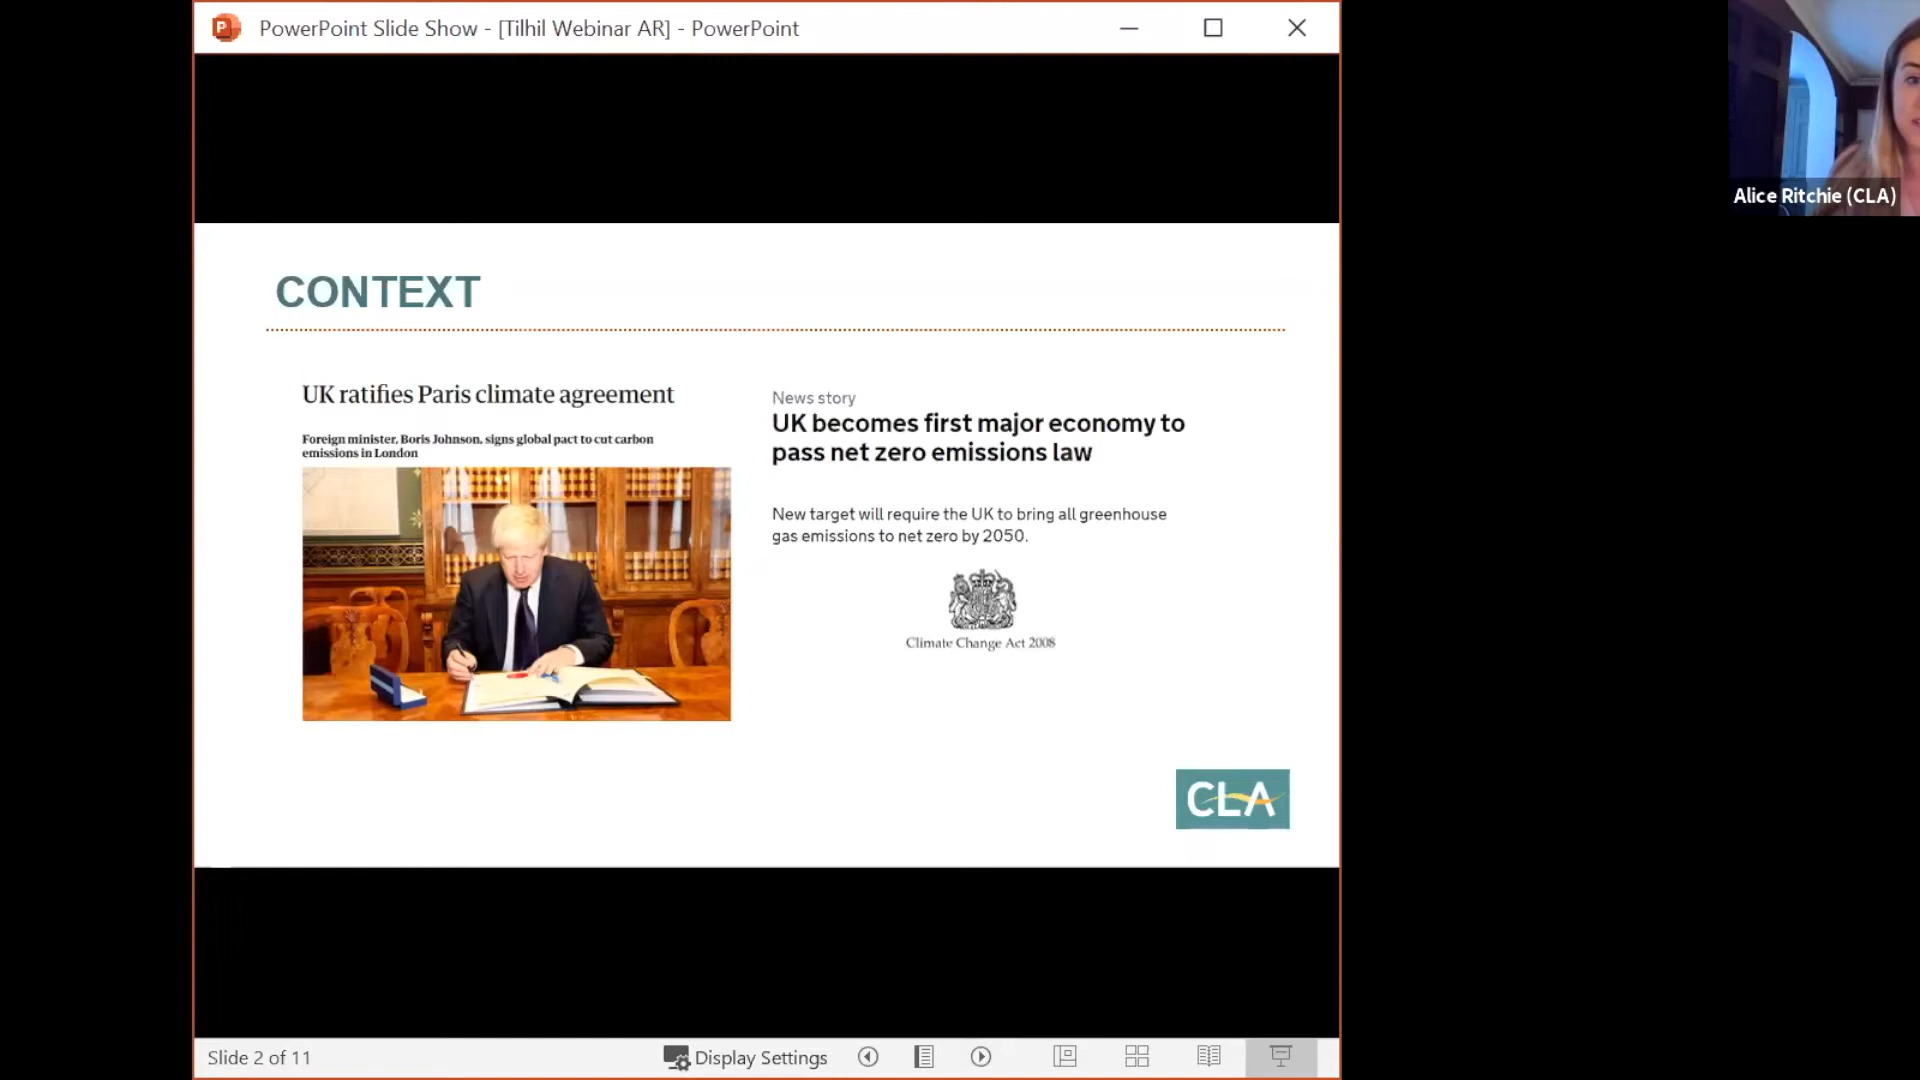 PowerPoint Slide Show - [Tilhil Webinar AR] - PowerPoint
Alice Ritchie (CLA)
CONTEXT
UK ratifies Paris climate agreement
Foreign minister, Boris Johnson, signs global pact to cut carbon
emissions in London
News story
UK becomes first major economy to
pass net zero emissions law
New target will require the UK to bring all greenhouse
gas emissions to net zero by 2050.
Climate Change Act 2008
CLA
Slide 2 of 11
Display Settings